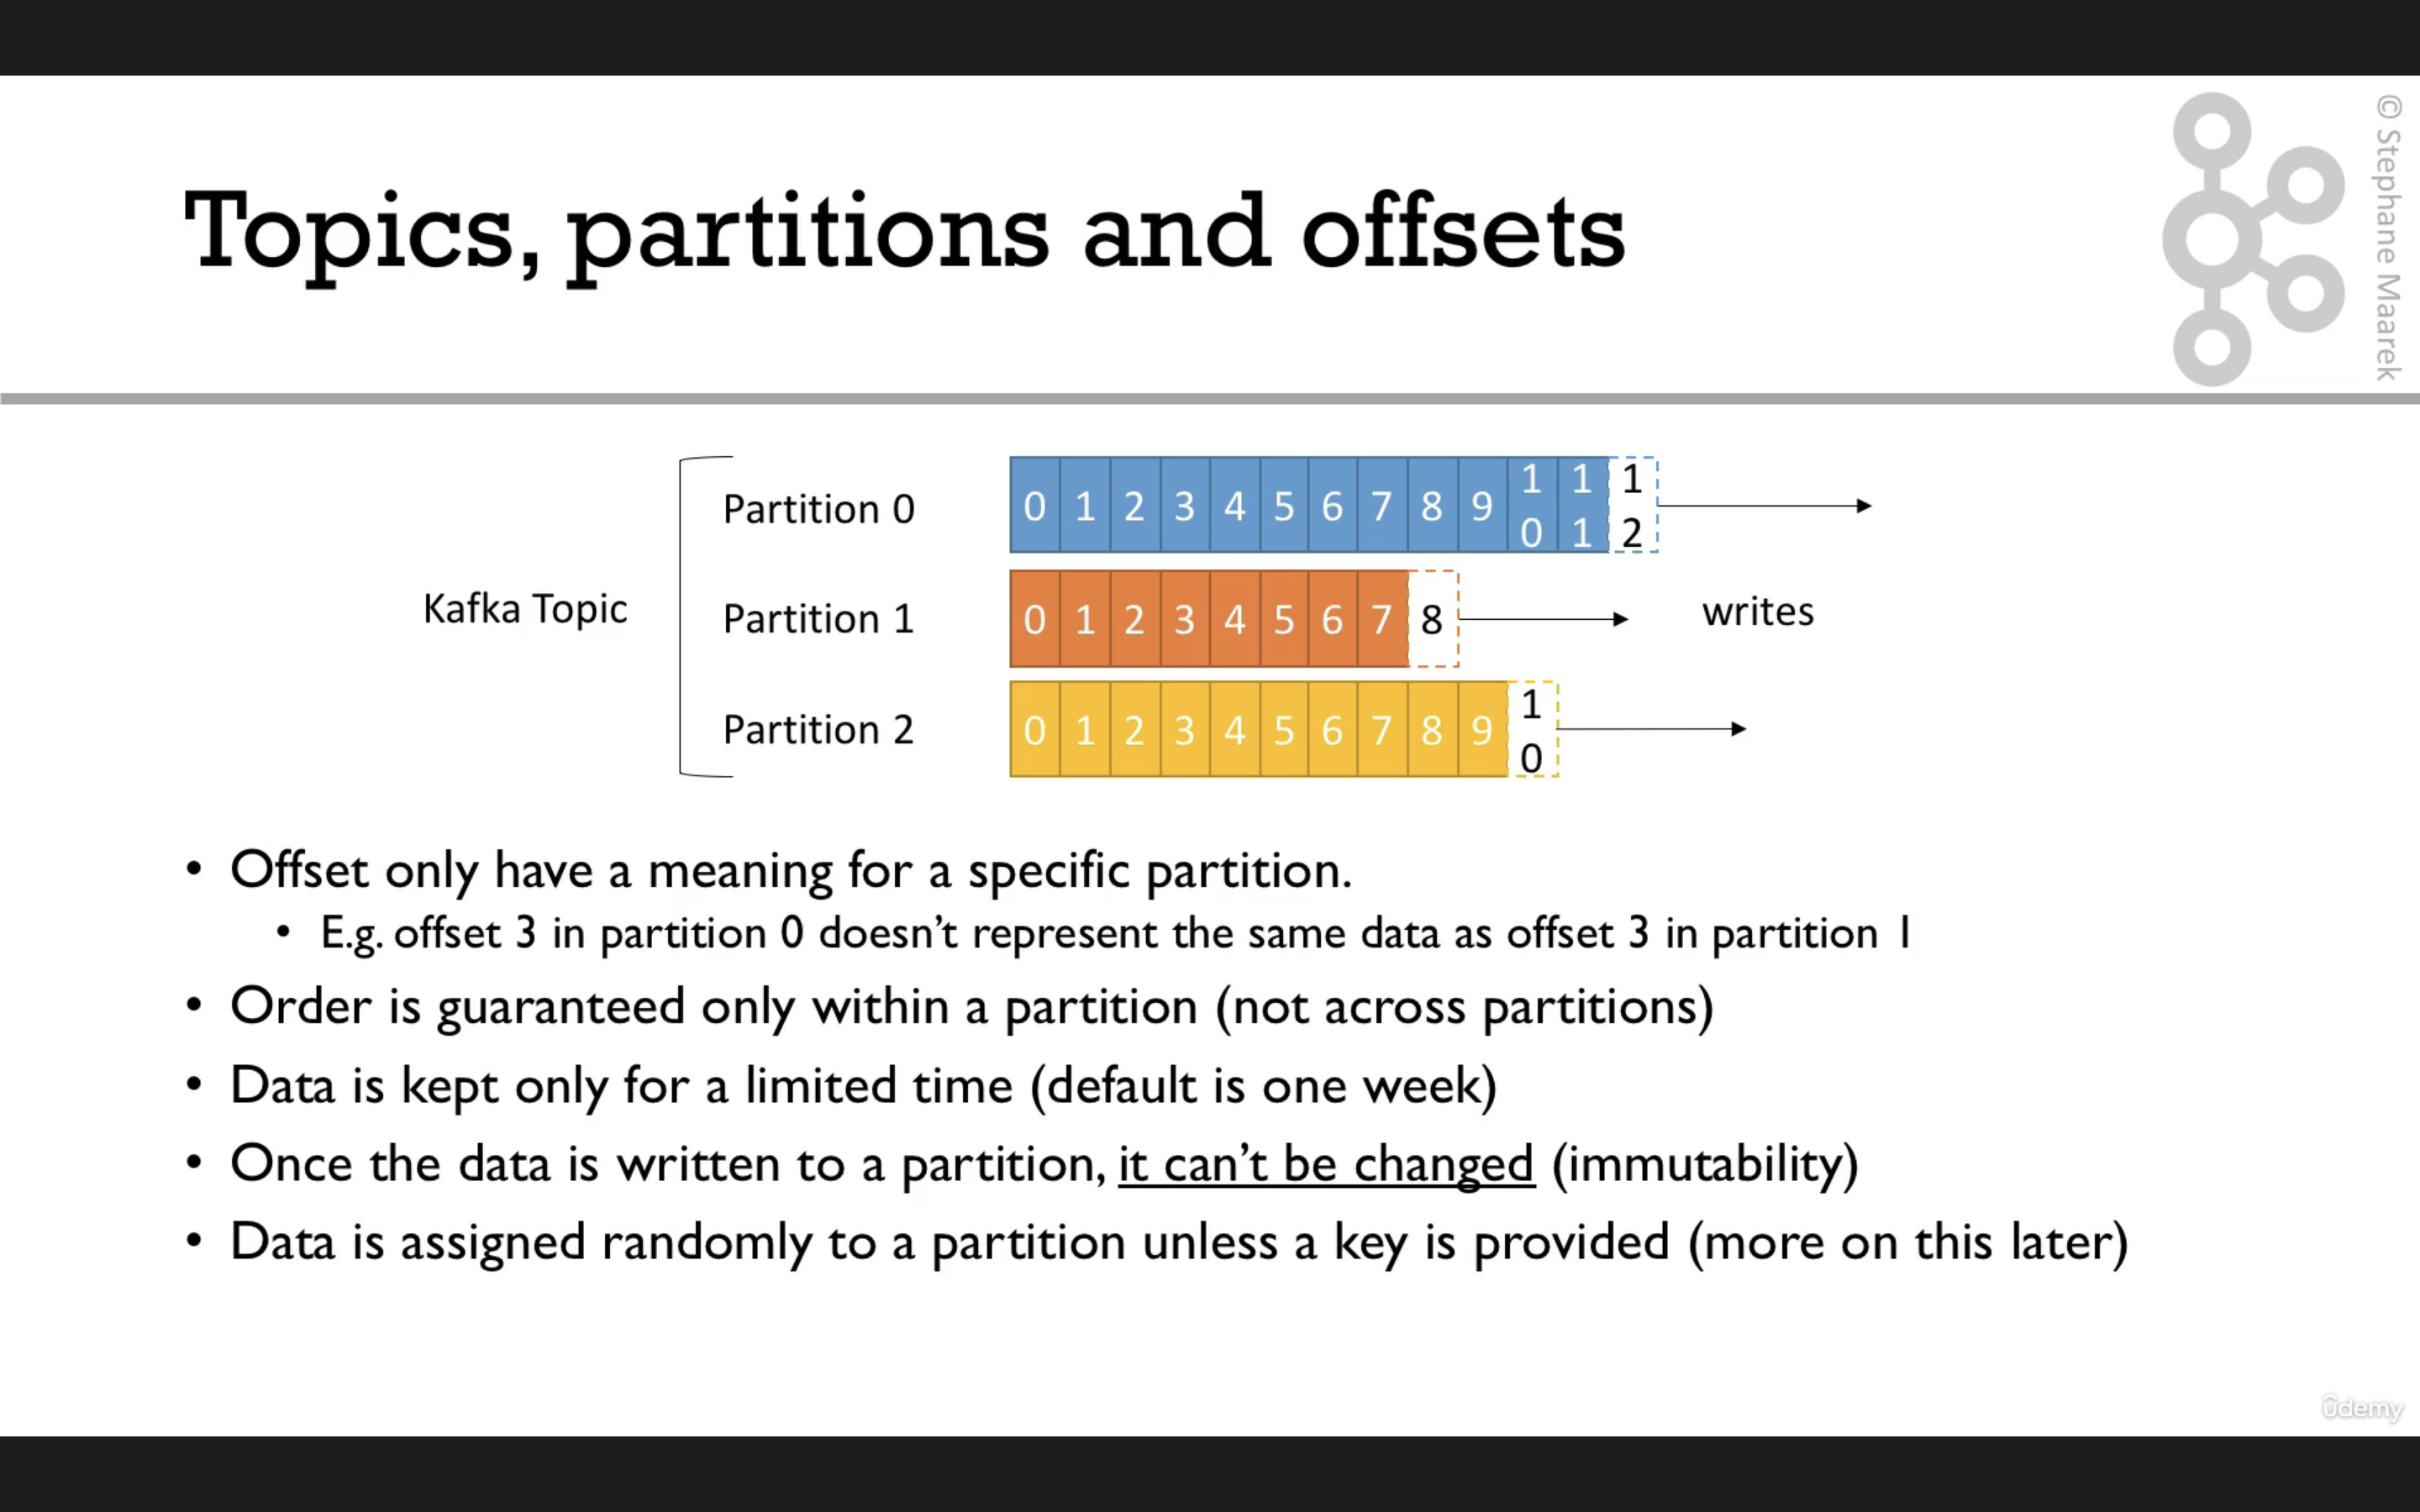 Topics, partitions and offsets
© Stephane Maarek
Kafka Topic
Partition 0
0 1 2 3 4 5 6 7 8 9 10 11 12
Partition 1
0 1 2 3 4 5 6 7 8
writes
Partition 2
0 1 2 3 4 5 6 7 8 9 10
• Offset only have a meaning for a specific partition.
• E.g. offset 3 in partition 0 doesn’t represent the same data as offset 3 in partition 1
• Order is guaranteed only within a partition (not across partitions)
• Data is kept only for a limited time (default is one week)
• Once the data is written to a partition, it can’t be changed (immutability)
• Data is assigned randomly to a partition unless a key is provided (more on this later)
ûdemy